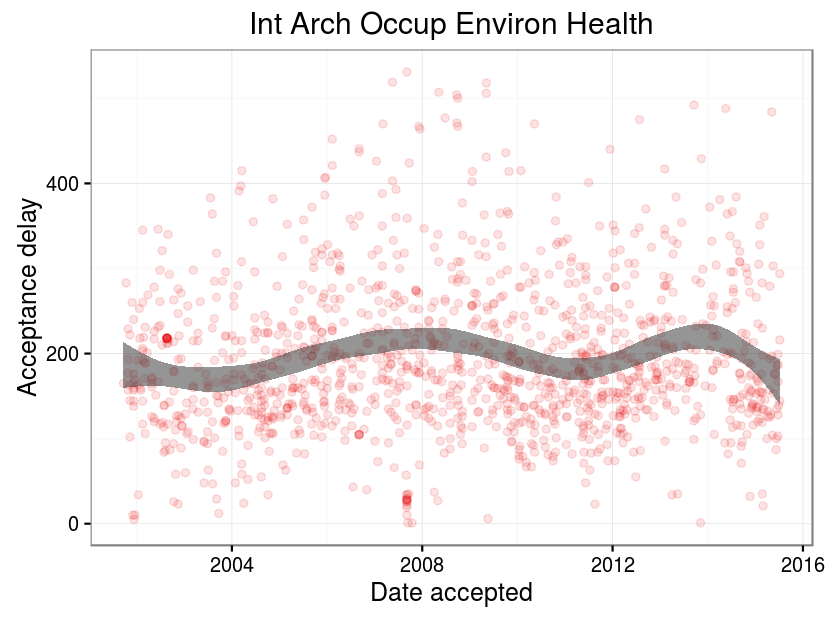 Int Arch Occup Environ Health
Acceptance delay
400
200
0
2004
2008
2012
2016
Date accepted